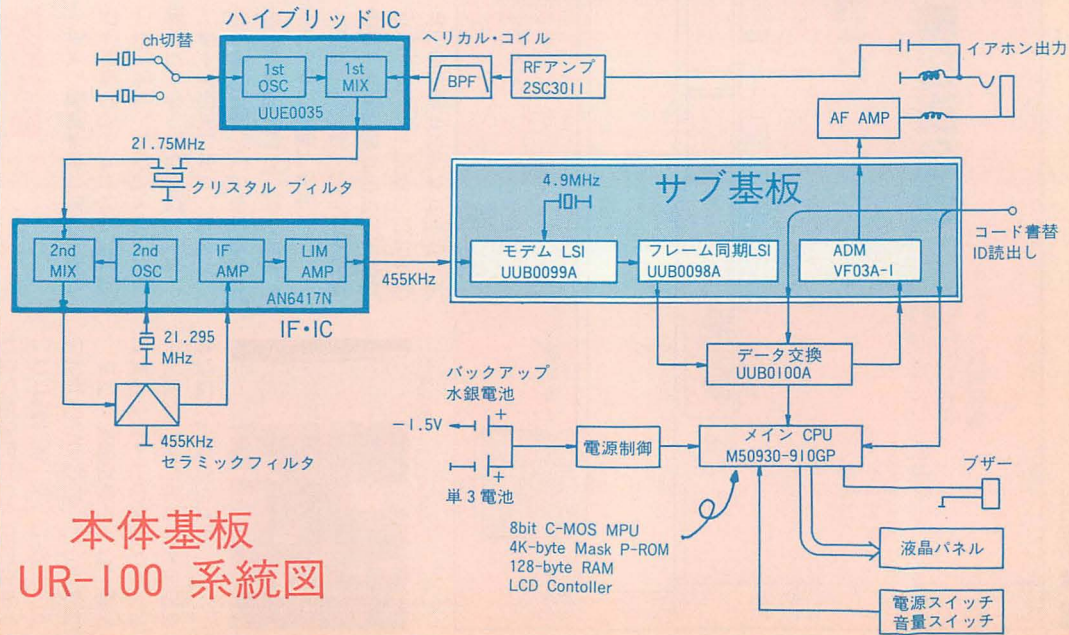 ハイブリッド IC
ch切替
1st
OSC
1st
MIX
UUE0035
ヘリカル・コイル
BPF
RFアンプ
2SC3011
イアホン出力
AF AMP
21.75MHz
クリスタル フィルタ
サブ基板
4.9MHz
モデム LSI
UUB0099A
フレーム同期LSI
UUB0098A
ADM
VF03A-1
コード書替
ID読出し
2nd
MIX
2nd
OSC
IF
AMP
LIM
AMP
AN6417N
IF・IC
455KHz
21.295
MHz
455KHz
セラミックフィルタ
データ交換
UUB0100A
バックアップ
水銀電池
-1.5V
+
+
単3電池
電源制御
メイン CPU
M50930-910GP
ブザー
8bit C-MOS MPU
4K-byte Mask P-ROM
128-byte RAM
LCD Contoller
液晶パネル
電源スイッチ
音量スイッチ
本体基板
UR-100 系統図